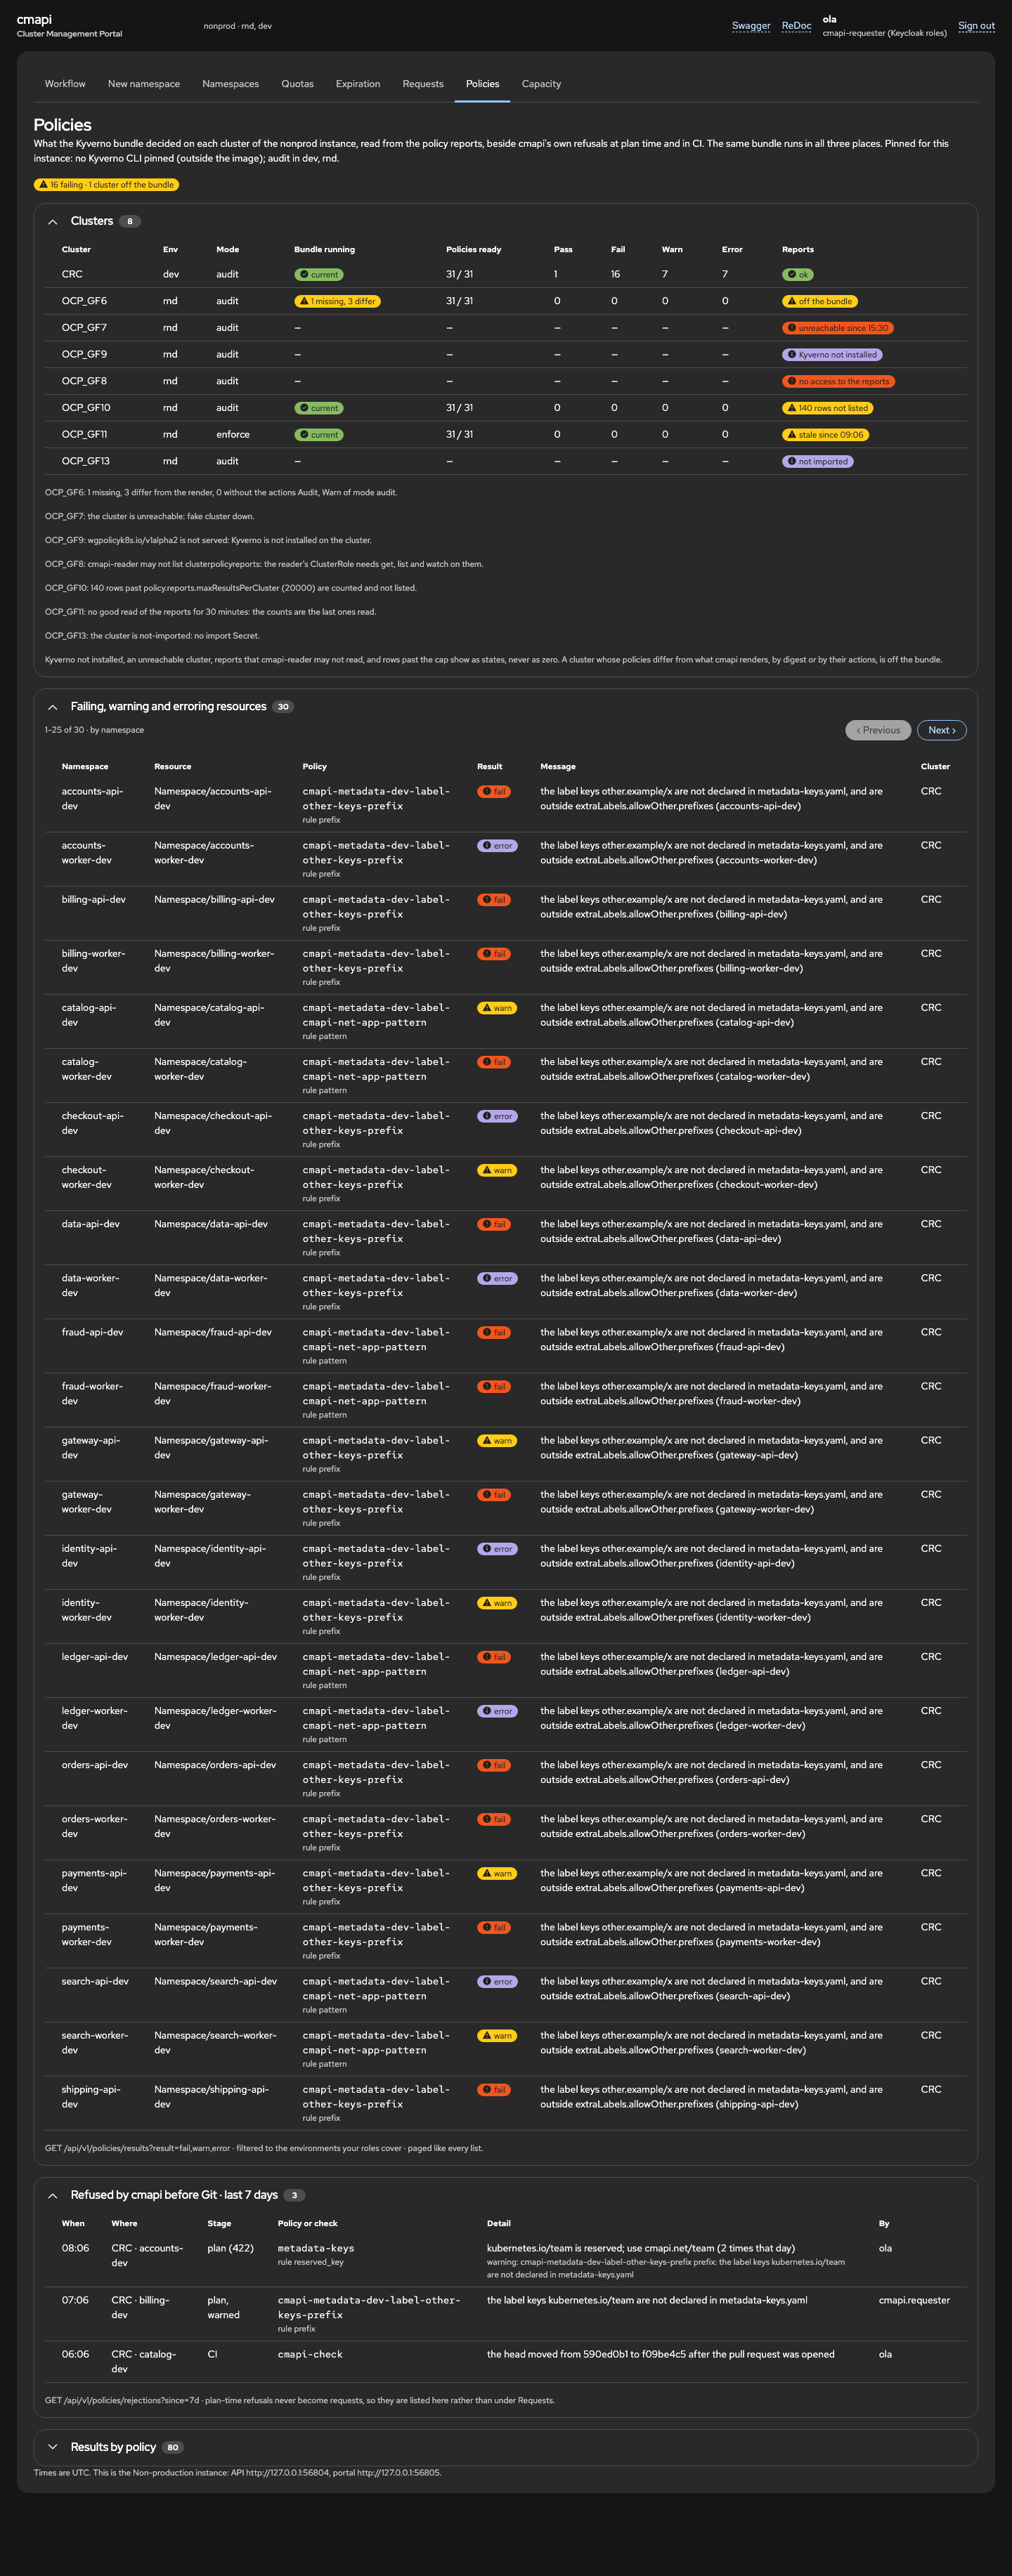 cmapi
Cluster Management Portal
nonprod · rnd, dev
Swagger ReDoc
ola
cmapi-requester (Keycloak roles)
Sign out
Workflow New namespace Namespaces Quotas Expiration Requests Policies Capacity
Policies
What the Kyverno bundle decided on each cluster of the nonprod instance, read from the policy reports, beside cmapi's own refusals at plan time and in CI. The same bundle runs in all three places. Pinned for this
instance: no Kyverno CLI pinned (outside the image); audit in dev, rnd.
16 failing · 1 cluster off the bundle
Clusters 8
Cluster Env Mode Bundle running Policies ready Pass Fail Warn Error Reports
CRC dev audit current 31 / 31 1 16 7 7 ok
OCP_GF6 rnd audit 1 missing, 3 differ 31 / 31 0 0 0 0 off the bundle
OCP_GF7 rnd audit – – – – – – unreachable since 15:30
OCP_GF9 rnd audit – – – – – – Kyverno not installed
OCP_GF8 rnd audit – – – – – – no access to the reports
OCP_GF10 rnd audit current 31 / 31 0 0 0 0 140 rows not listed
OCP_GF11 rnd enforce current 31 / 31 0 0 0 0 stale since 09:06
OCP_GF13 rnd audit – – – – – – not imported
OCP_GF6: 1 missing, 3 differ from the render, 0 without the actions Audit, Warn of mode audit.
OCP_GF7: the cluster is unreachable: fake cluster down.
OCP_GF9: wgpolicyk8s.io/v1alpha2 is not served: Kyverno is not installed on the cluster.
OCP_GF8: cmapi-reader may not list clusterpolicyreports: the reader's ClusterRole needs get, list and watch on them.
OCP_GF10: 140 rows past policy.reports.maxResultsPerCluster (20000) are counted and not listed.
OCP_GF11: no good read of the reports for 30 minutes: the counts are the last ones read.
OCP_GF13: the cluster is not-imported: no import Secret.
Kyverno not installed, an unreachable cluster, reports that cmapi-reader may not read, and rows past the cap show as states, never as zero. A cluster whose policies differ from what cmapi renders, by digest or by their actions, is off the bundle.
Failing, warning and erroring resources 30
1–25 of 30 · by namespace
‹ Previous Next ›
Namespace Resource Policy Result Message Cluster
accounts-api- Namespace/accounts-api- cmapi-metadata-dev-label- fail the label keys other.example/x are not declared in metadata-keys.yaml, and are CRC
dev dev other-keys-prefix outside extraLabels.allowOther.prefixes (accounts-api-dev)
rule prefix
accounts- Namespace/accounts- cmapi-metadata-dev-label- error the label keys other.example/x are not declared in metadata-keys.yaml, and are CRC
worker-dev worker-dev other-keys-prefix outside extraLabels.allowOther.prefixes (accounts-worker-dev)
rule prefix
billing-api-dev Namespace/billing-api-dev cmapi-metadata-dev-label- fail the label keys other.example/x are not declared in metadata-keys.yaml, and are CRC
other-keys-prefix outside extraLabels.allowOther.prefixes (billing-api-dev)
rule prefix
billing-worker- Namespace/billing-worker- cmapi-metadata-dev-label- fail the label keys other.example/x are not declared in metadata-keys.yaml, and are CRC
dev dev other-keys-prefix outside extraLabels.allowOther.prefixes (billing-worker-dev)
rule prefix
catalog-api- Namespace/catalog-api- cmapi-metadata-dev-label- warn the label keys other.example/x are not declared in metadata-keys.yaml, and are CRC
dev dev cmapi-net-app-pattern outside extraLabels.allowOther.prefixes (catalog-api-dev)
rule pattern
catalog- Namespace/catalog- cmapi-metadata-dev-label- fail the label keys other.example/x are not declared in metadata-keys.yaml, and are CRC
worker-dev worker-dev cmapi-net-app-pattern outside extraLabels.allowOther.prefixes (catalog-worker-dev)
rule pattern
checkout-api- Namespace/checkout-api- cmapi-metadata-dev-label- error the label keys other.example/x are not declared in metadata-keys.yaml, and are CRC
dev dev other-keys-prefix outside extraLabels.allowOther.prefixes (checkout-api-dev)
rule prefix
checkout- Namespace/checkout- cmapi-metadata-dev-label- warn the label keys other.example/x are not declared in metadata-keys.yaml, and are CRC
worker-dev worker-dev other-keys-prefix outside extraLabels.allowOther.prefixes (checkout-worker-dev)
rule prefix
data-api-dev Namespace/data-api-dev cmapi-metadata-dev-label- fail the label keys other.example/x are not declared in metadata-keys.yaml, and are CRC
other-keys-prefix outside extraLabels.allowOther.prefixes (data-api-dev)
rule prefix
data-worker- Namespace/data-worker- cmapi-metadata-dev-label- error the label keys other.example/x are not declared in metadata-keys.yaml, and are CRC
dev dev other-keys-prefix outside extraLabels.allowOther.prefixes (data-worker-dev)
rule prefix
fraud-api-dev Namespace/fraud-api-dev cmapi-metadata-dev-label- fail the label keys other.example/x are not declared in metadata-keys.yaml, and are CRC
cmapi-net-app-pattern outside extraLabels.allowOther.prefixes (fraud-api-dev)
rule pattern
fraud-worker- Namespace/fraud-worker- cmapi-metadata-dev-label- fail the label keys other.example/x are not declared in metadata-keys.yaml, and are CRC
dev dev cmapi-net-app-pattern outside extraLabels.allowOther.prefixes (fraud-worker-dev)
rule pattern
gateway-api- Namespace/gateway-api- cmapi-metadata-dev-label- warn the label keys other.example/x are not declared in metadata-keys.yaml, and are CRC
dev dev other-keys-prefix outside extraLabels.allowOther.prefixes (gateway-api-dev)
rule prefix
gateway- Namespace/gateway- cmapi-metadata-dev-label- fail the label keys other.example/x are not declared in metadata-keys.yaml, and are CRC
worker-dev worker-dev other-keys-prefix outside extraLabels.allowOther.prefixes (gateway-worker-dev)
rule prefix
identity-api- Namespace/identity-api- cmapi-metadata-dev-label- error the label keys other.example/x are not declared in metadata-keys.yaml, and are CRC
dev dev other-keys-prefix outside extraLabels.allowOther.prefixes (identity-api-dev)
rule prefix
identity- Namespace/identity- cmapi-metadata-dev-label- warn the label keys other.example/x are not declared in metadata-keys.yaml, and are CRC
worker-dev worker-dev other-keys-prefix outside extraLabels.allowOther.prefixes (identity-worker-dev)
rule prefix
ledger-api-dev Namespace/ledger-api-dev cmapi-metadata-dev-label- fail the label keys other.example/x are not declared in metadata-keys.yaml, and are CRC
cmapi-net-app-pattern outside extraLabels.allowOther.prefixes (ledger-api-dev)
rule pattern
ledger-worker- Namespace/ledger-worker- cmapi-metadata-dev-label- error the label keys other.example/x are not declared in metadata-keys.yaml, and are CRC
dev dev cmapi-net-app-pattern outside extraLabels.allowOther.prefixes (ledger-worker-dev)
rule pattern
orders-api-dev Namespace/orders-api-dev cmapi-metadata-dev-label- fail the label keys other.example/x are not declared in metadata-keys.yaml, and are CRC
other-keys-prefix outside extraLabels.allowOther.prefixes (orders-api-dev)
rule prefix
orders-worker- Namespace/orders-worker- cmapi-metadata-dev-label- fail the label keys other.example/x are not declared in metadata-keys.yaml, and are CRC
dev dev other-keys-prefix outside extraLabels.allowOther.prefixes (orders-worker-dev)
rule prefix
payments-api- Namespace/payments-api- cmapi-metadata-dev-label- warn the label keys other.example/x are not declared in metadata-keys.yaml, and are CRC
dev dev other-keys-prefix outside extraLabels.allowOther.prefixes (payments-api-dev)
rule prefix
payments- Namespace/payments- cmapi-metadata-dev-label- fail the label keys other.example/x are not declared in metadata-keys.yaml, and are CRC
worker-dev worker-dev other-keys-prefix outside extraLabels.allowOther.prefixes (payments-worker-dev)
rule prefix
search-api-dev Namespace/search-api-dev cmapi-metadata-dev-label- error the label keys other.example/x are not declared in metadata-keys.yaml, and are CRC
cmapi-net-app-pattern outside extraLabels.allowOther.prefixes (search-api-dev)
rule pattern
search-worker- Namespace/search-worker- cmapi-metadata-dev-label- warn the label keys other.example/x are not declared in metadata-keys.yaml, and are CRC
dev dev cmapi-net-app-pattern outside extraLabels.allowOther.prefixes (search-worker-dev)
rule pattern
shipping-api- Namespace/shipping-api- cmapi-metadata-dev-label- fail the label keys other.example/x are not declared in metadata-keys.yaml, and are CRC
dev dev other-keys-prefix outside extraLabels.allowOther.prefixes (shipping-api-dev)
rule prefix
GET /api/v1/policies/results?result=fail,warn,error · filtered to the environments your roles cover · paged like every list.
Refused by cmapi before Git · last 7 days 3
When Where Stage Policy or check Detail By
08:06 CRC · accounts- plan (422) metadata-keys kubernetes.io/team is reserved; use cmapi.net/team (2 times that day) ola
dev rule reserved_key warning: cmapi-metadata-dev-label-other-keys-prefix prefix: the label keys kubernetes.io/team
are not declared in metadata-keys.yaml
07:06 CRC · billing- plan, cmapi-metadata-dev-label-other- the label keys kubernetes.io/team are not declared in metadata-keys.yaml cmapi.requester
dev warned keys-prefix
rule prefix
06:06 CRC · catalog- CI cmapi-check the head moved from 590ed0b1 to f09be4c5 after the pull request was opened ola
dev
GET /api/v1/policies/rejections?since=7d · plan-time refusals never become requests, so they are listed here rather than under Requests.
Results by policy 80
Times are UTC. This is the Non-production instance: API http://127.0.0.1:56804, portal http://127.0.0.1:56805.